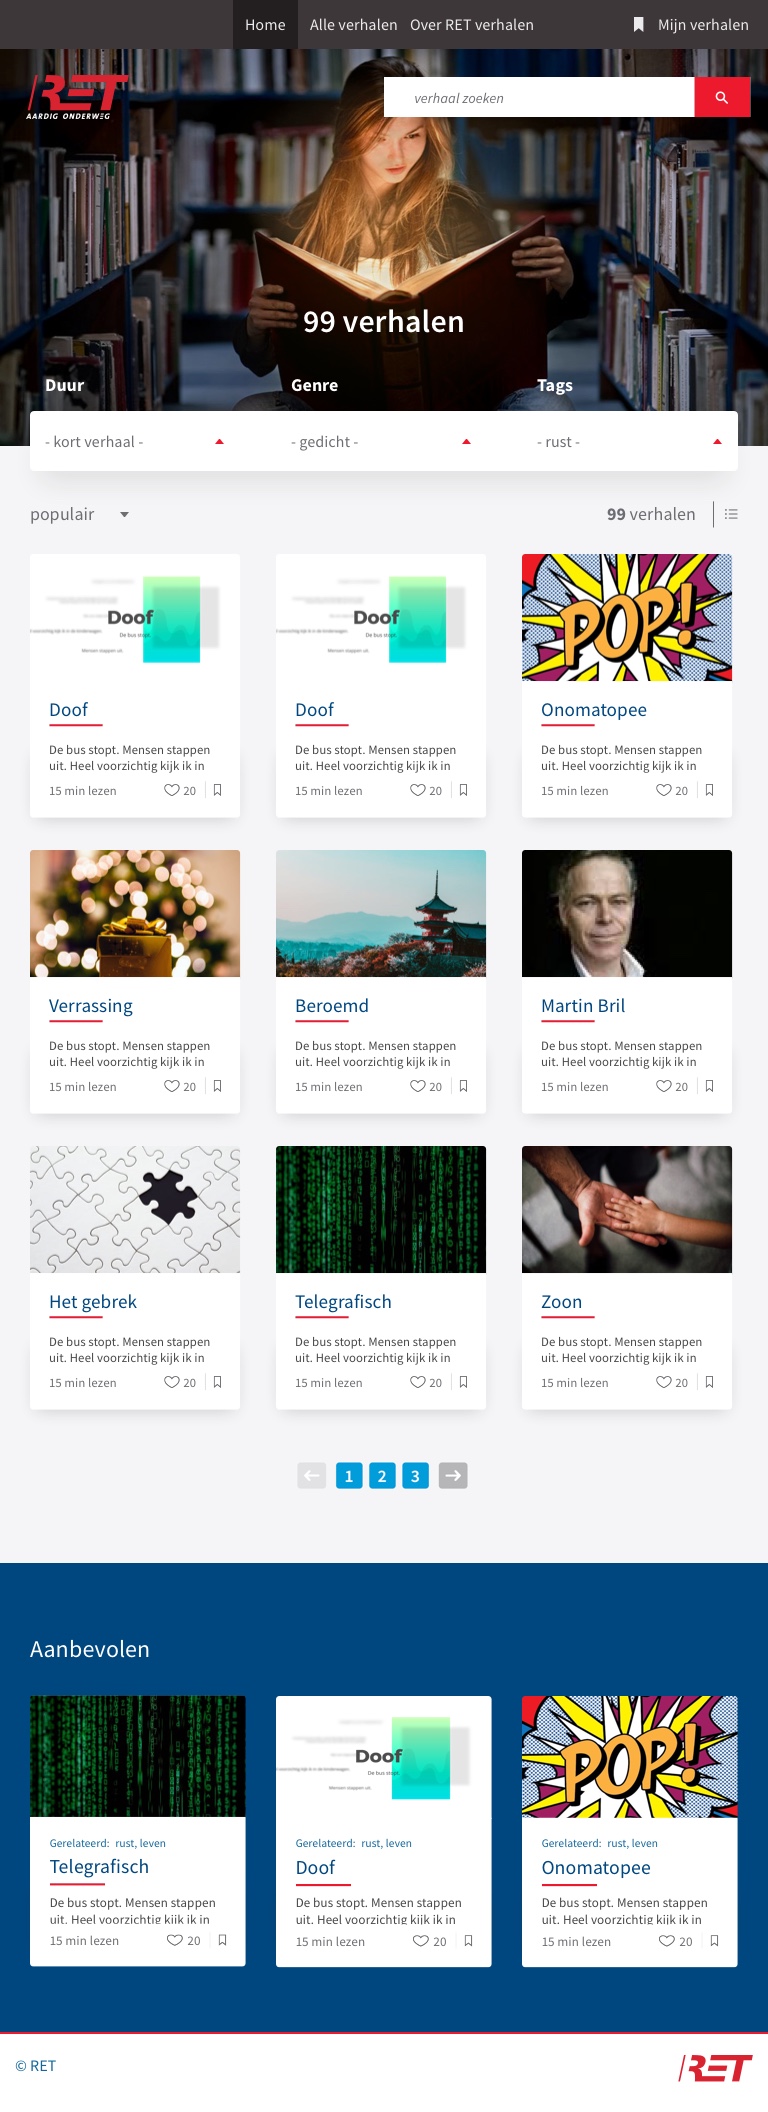 Home Alle verhalen Over RET verhalen Mijn verhalen
RET
AARDIG ONDERWEG
verhaal zoeken
99 verhalen
Duur Genre Tags
- kort verhaal - - gedicht - - rust -
populair 99 verhalen
Doof
De bus stopt.
Mensen stappen uit.
Doof
De bus stopt.
Mensen stappen uit.
POP!
Doof Doof Onomatopee
De bus stopt. Mensen stappen De bus stopt. Mensen stappen De bus stopt. Mensen stappen
uit. Heel voorzichtig kijk ik in uit. Heel voorzichtig kijk ik in uit. Heel voorzichtig kijk ik in
15 min lezen 20 15 min lezen 20 15 min lezen 20
Verrassing Beroemd Martin Bril
De bus stopt. Mensen stappen De bus stopt. Mensen stappen De bus stopt. Mensen stappen
uit. Heel voorzichtig kijk ik in uit. Heel voorzichtig kijk ik in uit. Heel voorzichtig kijk ik in
15 min lezen 20 15 min lezen 20 15 min lezen 20
Het gebrek Telegrafisch Zoon
De bus stopt. Mensen stappen De bus stopt. Mensen stappen De bus stopt. Mensen stappen
uit. Heel voorzichtig kijk ik in uit. Heel voorzichtig kijk ik in uit. Heel voorzichtig kijk ik in
15 min lezen 20 15 min lezen 20 15 min lezen 20
1 2 3
Aanbevolen
Doof
De bus stopt.
Mensen stappen uit.
POP!
Gerelateerd: rust, leven Gerelateerd: rust, leven Gerelateerd: rust, leven
Telegrafisch Doof Onomatopee
De bus stopt. Mensen stappen De bus stopt. Mensen stappen De bus stopt. Mensen stappen
uit. Heel voorzichtig kijk ik in uit. Heel voorzichtig kijk ik in uit. Heel voorzichtig kijk ik in
15 min lezen 20 15 min lezen 20 15 min lezen 20
© RET RET